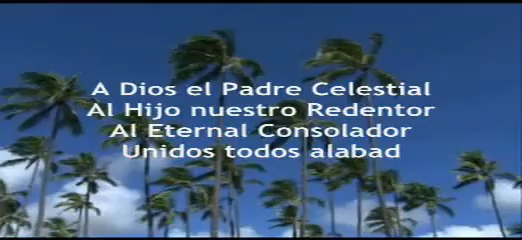 A Dios el Padre Celestial
Al Hijo nuestro Redentor
Al Eternal Consolador
Unidos todos alabad